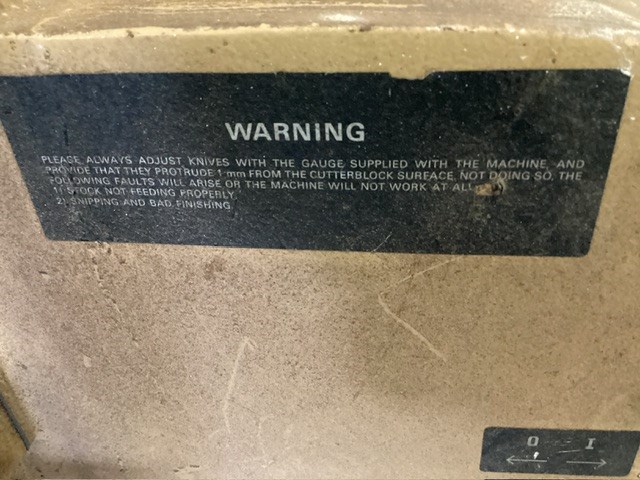 WARNING
PLEASE ALWAYS ADJUST KNIVES WITH THE GAUGE SUPPLIED WITH THE MACHINE, AND
PROVIDE THAT THEY PROTRUDE 1 mm FROM THE CUTTERBLOCK SURFACE. NOT DOING SO, THE
FOLLOWING FAULTS WILL ARISE OR THE MACHINE WILL NOT WORK AT ALL
1) STOCK NOT FEEDING PROPERLY,
2) SNIPPING AND BAD FINISHING.
O I